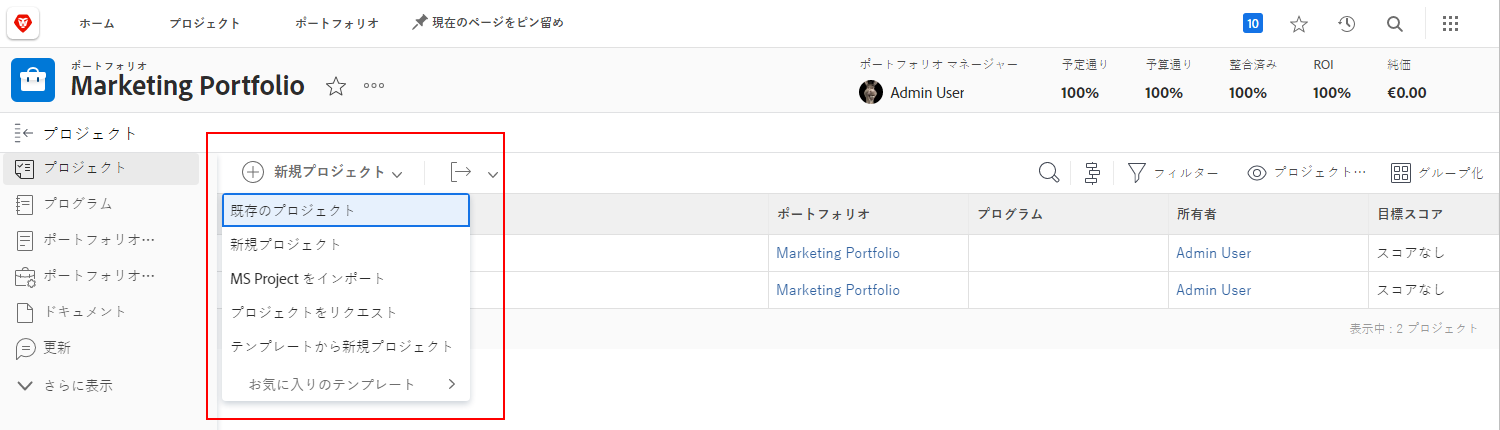 ホーム プロジェクト ポートフォリオ 現在のページをピン留め 10
ポートフォリオ
Marketing Portfolio
ポートフォリオ マネージャー 予定通り 予算通り 整合済み ROI 純価
Admin User 100% 100% 100% 100% €0.00
プロジェクト
プロジェクト
プログラム
ポートフォリオ…
ポートフォリオ…
ドキュメント
更新
さらに表示
新規プロジェクト
フィルター プロジェクト… グループ化
既存のプロジェクト
新規プロジェクト
MS Project をインポート
プロジェクトをリクエスト
テンプレートから新規プロジェクト
お気に入りのテンプレート
ポートフォリオ プログラム 所有者 目標スコア
Marketing Portfolio Admin User スコアなし
Marketing Portfolio Admin User スコアなし
表示中 : 2 プロジェクト